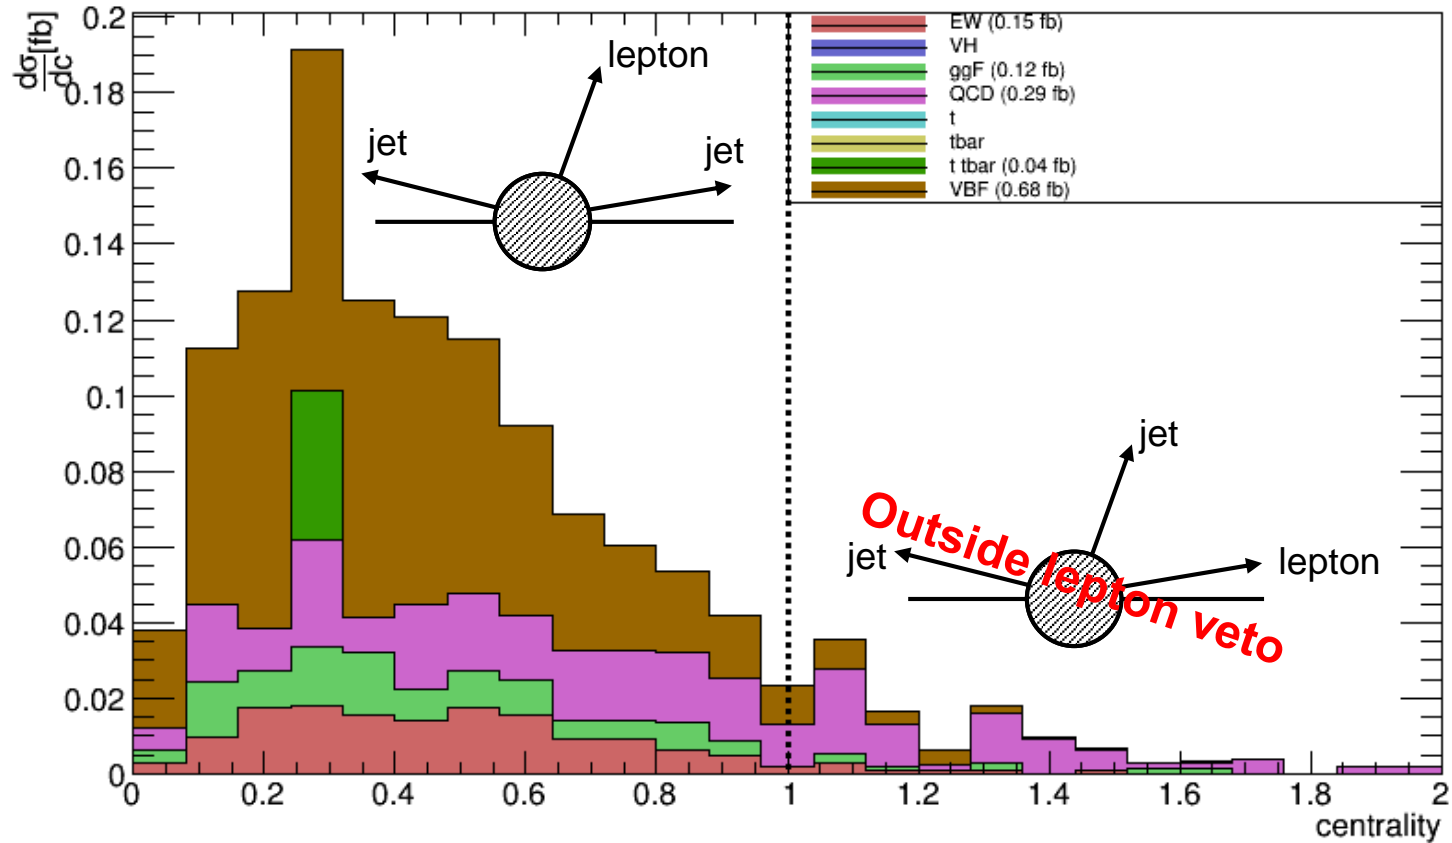 dσ
dc
[fb]
0.2
0.18
0.16
0.14
0.12
0.1
0.08
0.06
0.04
0.02
0
EW (0.15 fb)
VH
ggF (0.12 fb)
QCD (0.29 fb)
t
tbar
t tbar (0.04 fb)
VBF (0.68 fb)
lepton
jet
jet
jet
jet
lepton
Outside lepton veto
0
0.2
0.4
0.6
0.8
1
1.2
1.4
1.6
1.8
2
centrality